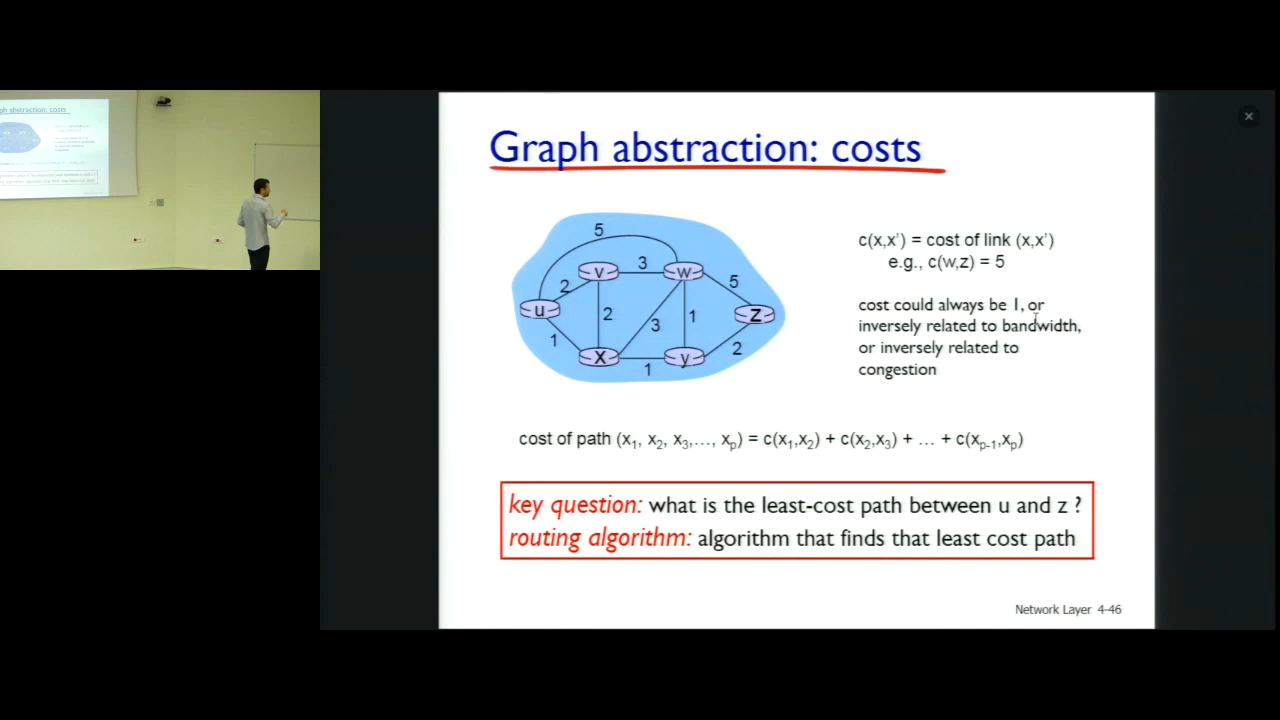 Graph abstraction: costs
5
v
3
w
2
5
u
2
3
1
z
1
x
y
2
1
c(x,x') = cost of link (x,x')
e.g., c(w,z) = 5
cost could always be 1, or
inversely related to bandwidth,
or inversely related to
congestion
cost of path (x1, x2, x3,…, xp) = c(x1,x2) + c(x2,x3) + … + c(xp-1,xp)
key question: what is the least-cost path between u and z ?
routing algorithm: algorithm that finds that least cost path
Network Layer 4-46
ph abstraction: costs